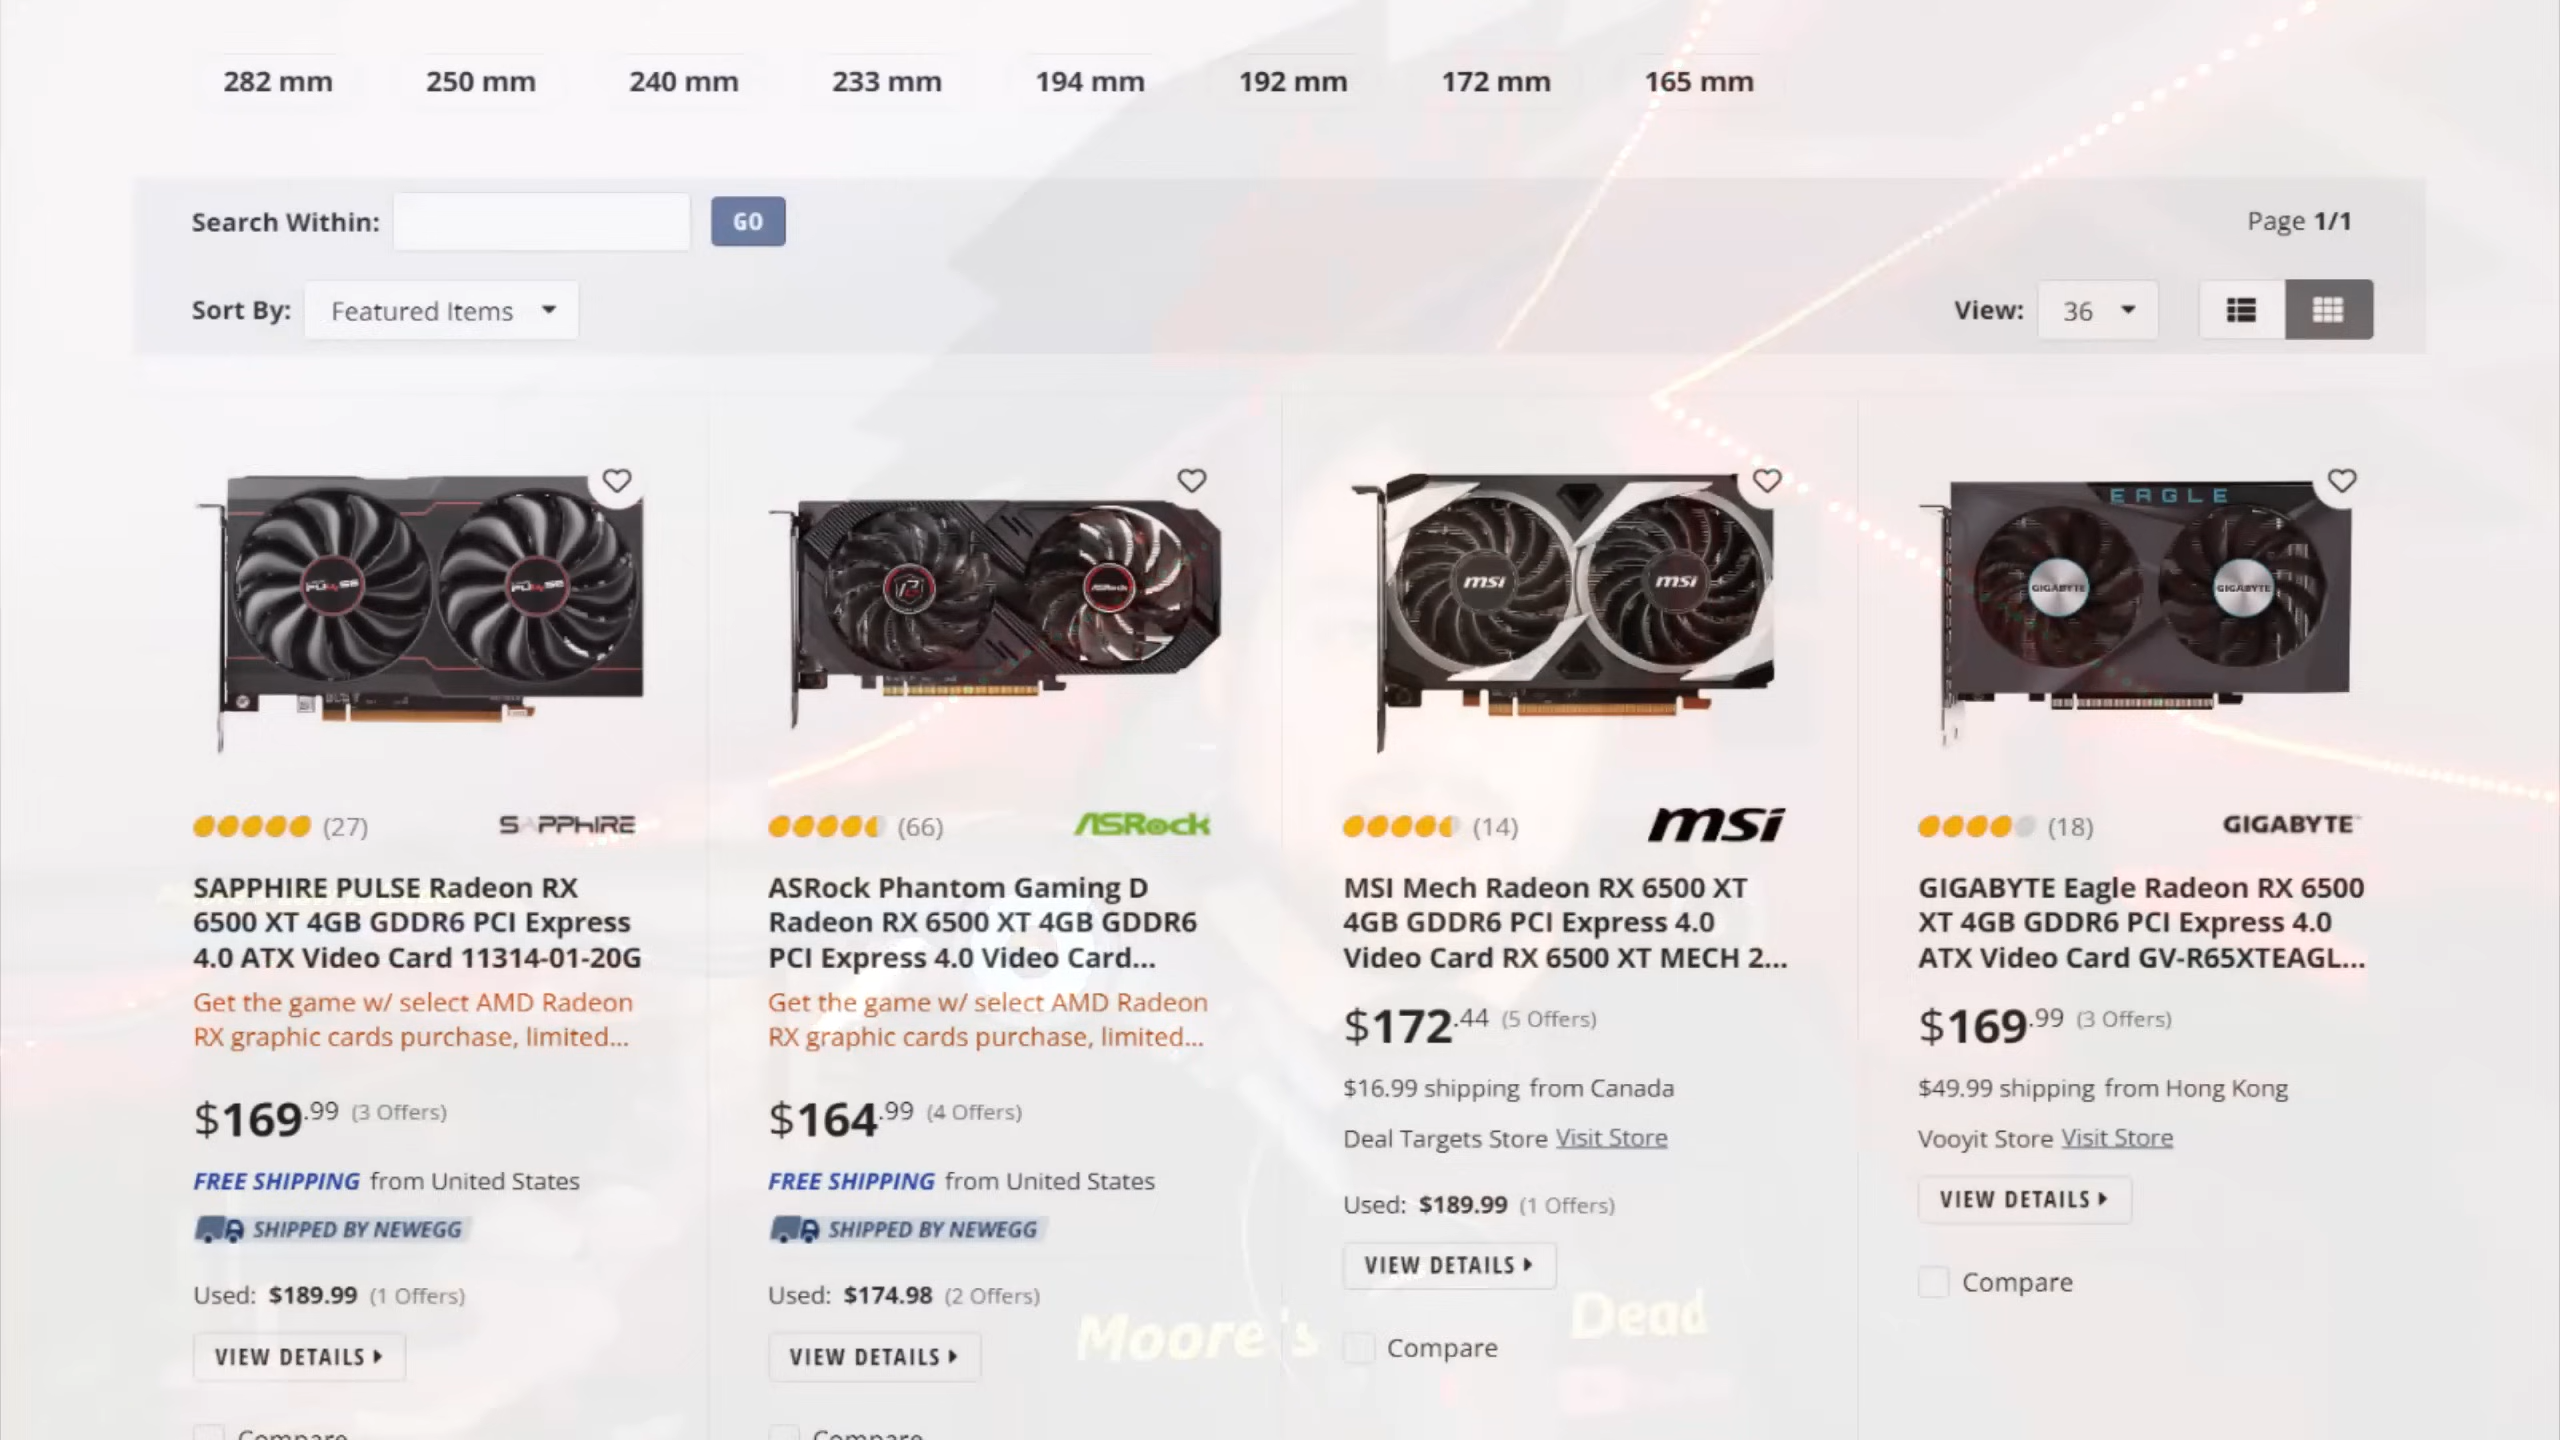 282 mm 250 mm 240 mm 233 mm 194 mm 192 mm 172 mm 165 mm
Search Within: GO Page 1/1
Sort By: Featured Items View: 36
PULSE PULSE
ASRock
msi msi
EAGLE
GIGABYTE GIGABYTE
(27) SAPPHIRE
SAPPHIRE PULSE Radeon RX
6500 XT 4GB GDDR6 PCI Express
4.0 ATX Video Card 11314-01-20G
Get the game w/ select AMD Radeon
RX graphic cards purchase, limited...
$169.99 (3 Offers)
FREE SHIPPING from United States
SHIPPED BY NEWEGG
Used: $189.99 (1 Offers)
VIEW DETAILS
Compare
(66) ASRock
ASRock Phantom Gaming D
Radeon RX 6500 XT 4GB GDDR6
PCI Express 4.0 Video Card...
Get the game w/ select AMD Radeon
RX graphic cards purchase, limited...
$164.99 (4 Offers)
FREE SHIPPING from United States
SHIPPED BY NEWEGG
Used: $174.98 (2 Offers)
VIEW DETAILS
Compare
(14) msi
MSI Mech Radeon RX 6500 XT
4GB GDDR6 PCI Express 4.0
Video Card RX 6500 XT MECH 2...
$172.44 (5 Offers)
$16.99 shipping from Canada
Deal Targets Store Visit Store
Used: $189.99 (1 Offers)
VIEW DETAILS
Compare
(18) GIGABYTE™
GIGABYTE Eagle Radeon RX 6500
XT 4GB GDDR6 PCI Express 4.0
ATX Video Card GV-R65XTEAGL...
$169.99 (3 Offers)
$49.99 shipping from Hong Kong
Vooyit Store Visit Store
VIEW DETAILS
Compare
Moore's Dead